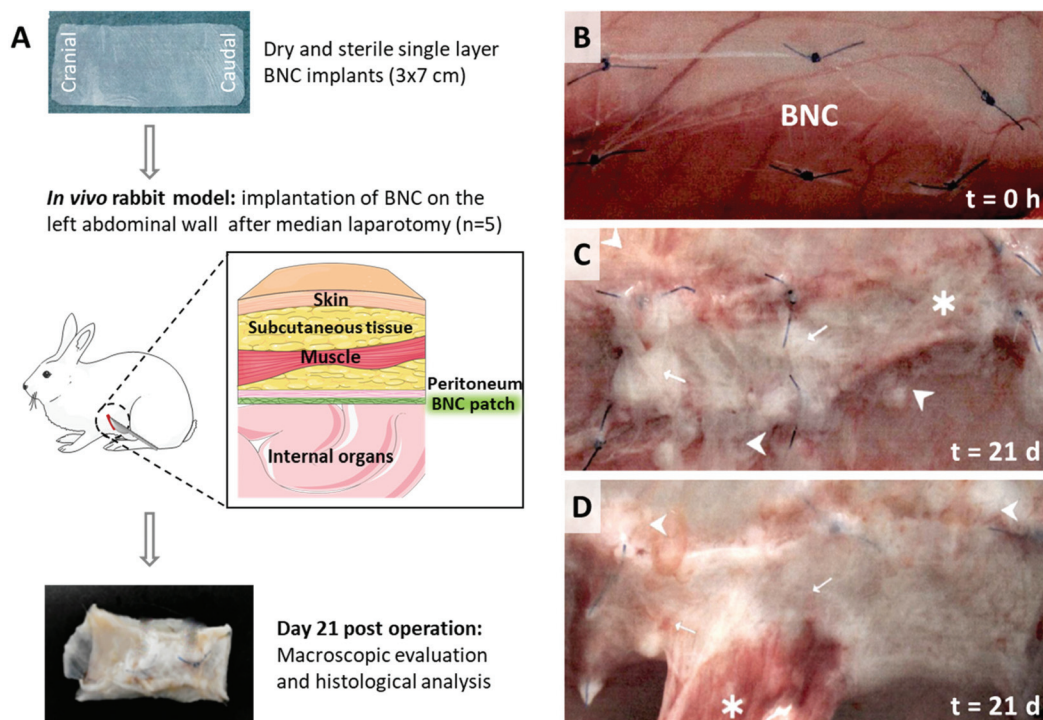 A
Cranial
Caudal
Dry and sterile single layer
BNC implants (3x7 cm)
In vivo rabbit model: implantation of BNC on the
left abdominal wall after median laparotomy (n=5)
Skin
Subcutaneous tissue
Muscle
Peritoneum
BNC patch
Internal organs
Day 21 post operation:
Macroscopic evaluation
and histological analysis
B
BNC
t = 0 h
C
*
t = 21 d
D
*
t = 21 d